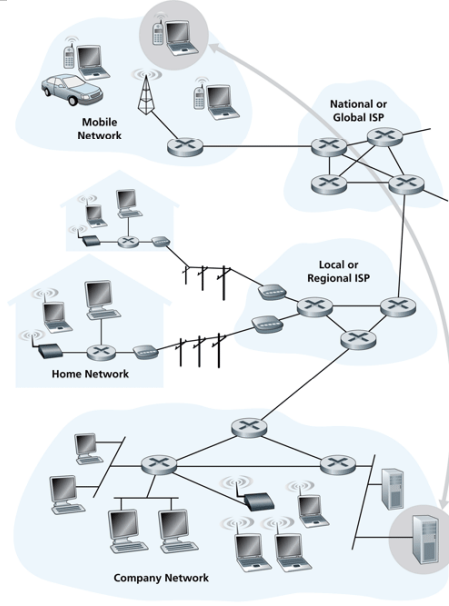 National or
Global ISP
Mobile
Network
Local or
Regional ISP
Home Network
Company Network